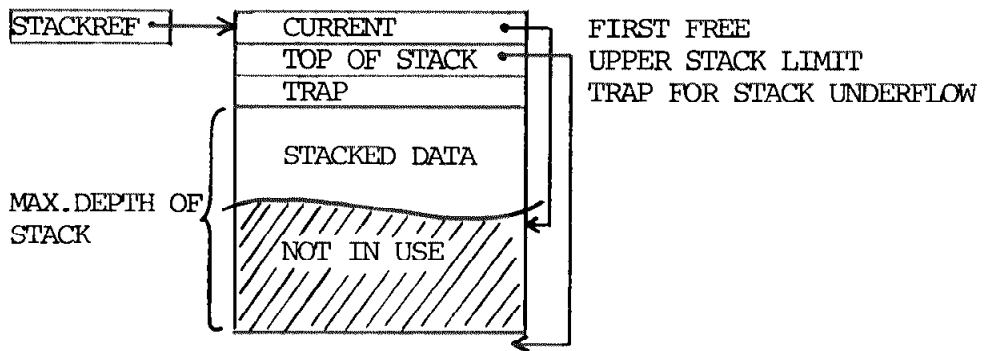 STACKREF
CURRENT
FIRST FREE
TOP OF STACK
UPPER STACK LIMIT
TRAP
TRAP FOR STACK UNDERFLOW
STACKED DATA
MAX.DEPTH OF
STACK
NOT IN USE